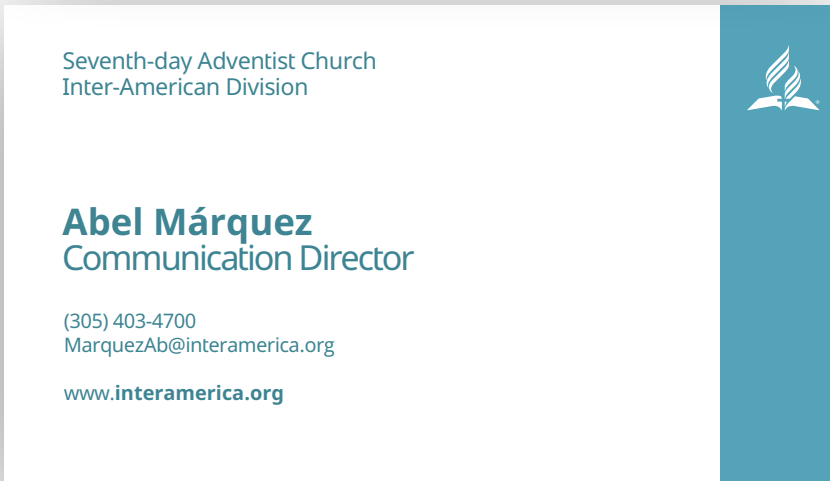 Seventh-day Adventist Church
Inter-American Division
Abel Márquez
Communication Director
(305) 403-4700
MarquezAb@interamerica.org
www.interamerica.org